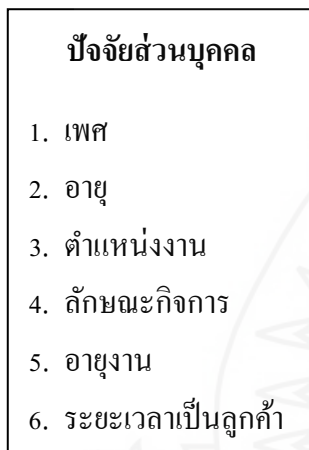 ปัจจัยส่วนบุคคล
1. เพศ
2. อายุ
3. ตำแหน่งงาน
4. ลักษณะกิจการ
5. อายุงาน
6. ระยะเวลาเป็นลูกค้า